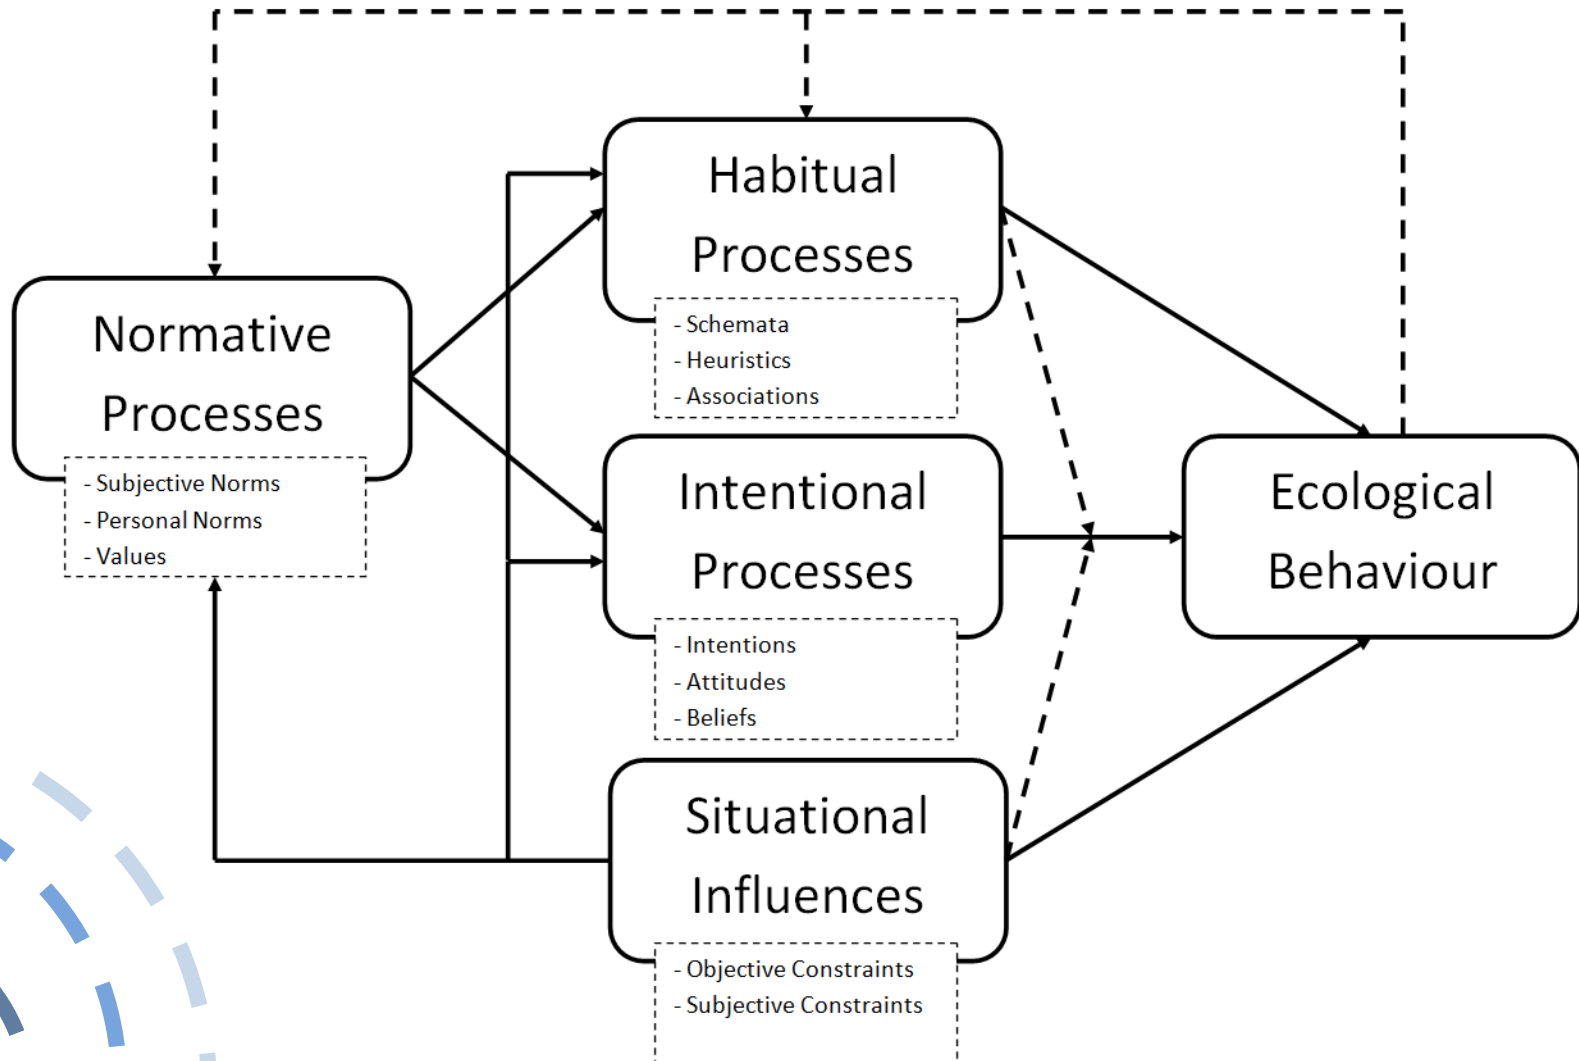 Habitual
Processes
- Schemata
- Heuristics
- Associations
Normative
Processes
- Subjective Norms
- Personal Norms
- Values
Intentional
Processes
- Intentions
- Attitudes
- Beliefs
Ecological
Behaviour
Situational
Influences
- Objective Constraints
- Subjective Constraints